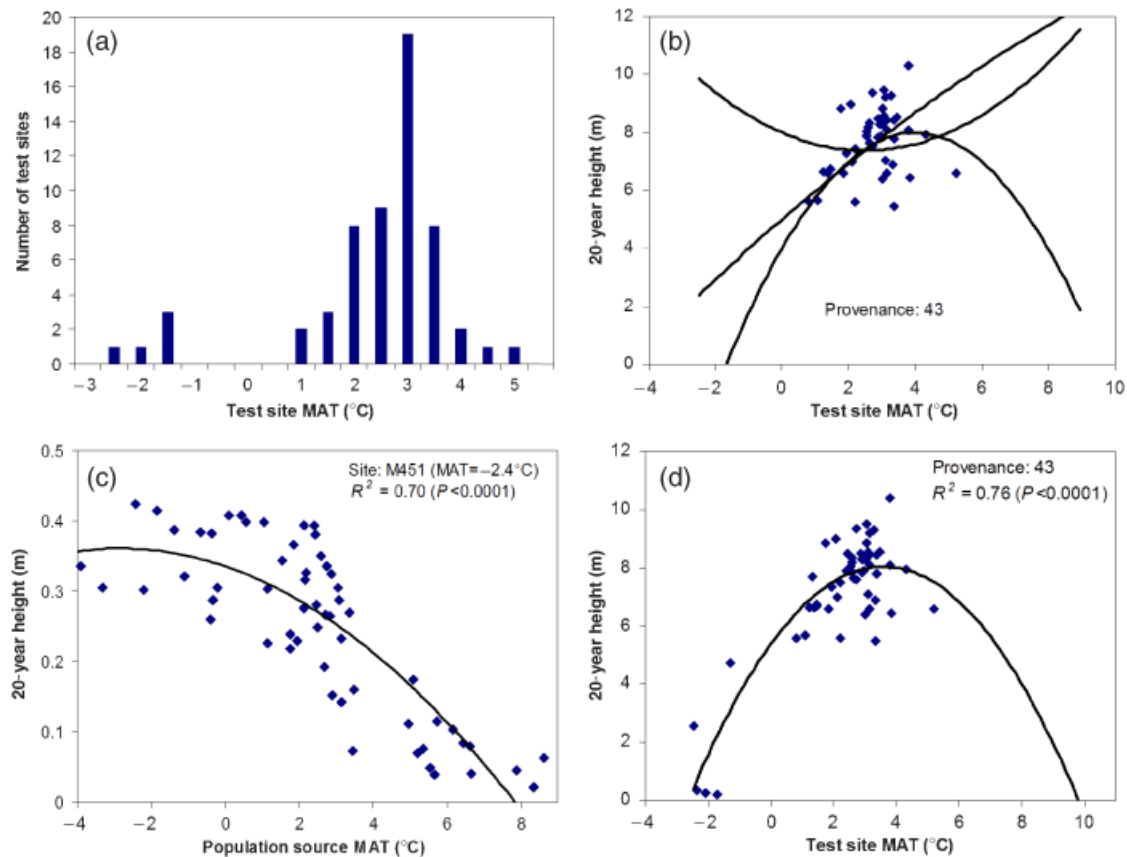 (a)
Number of test sites
20
18
16
14
12
10
8
6
4
2
0
−3 −2 −1 0 1 2 3 4 5
Test site MAT (°C)
(b)
20-year height (m)
12
10
8
6
4
2
0
Provenance: 43
−4 −2 0 2 4 6 8 10
Test site MAT (°C)
(c)
Site: M451 (MAT=−2.4°C)
R² = 0.70 (P<0.0001)
20-year height (m)
0.5
0.4
0.3
0.2
0.1
0
−4 −2 0 2 4 6 8
Population source MAT (°C)
(d)
Provenance: 43
R² = 0.76 (P<0.0001)
20-year height (m)
12
10
8
6
4
2
0
−4 −2 0 2 4 6 8 10
Test site MAT (°C)